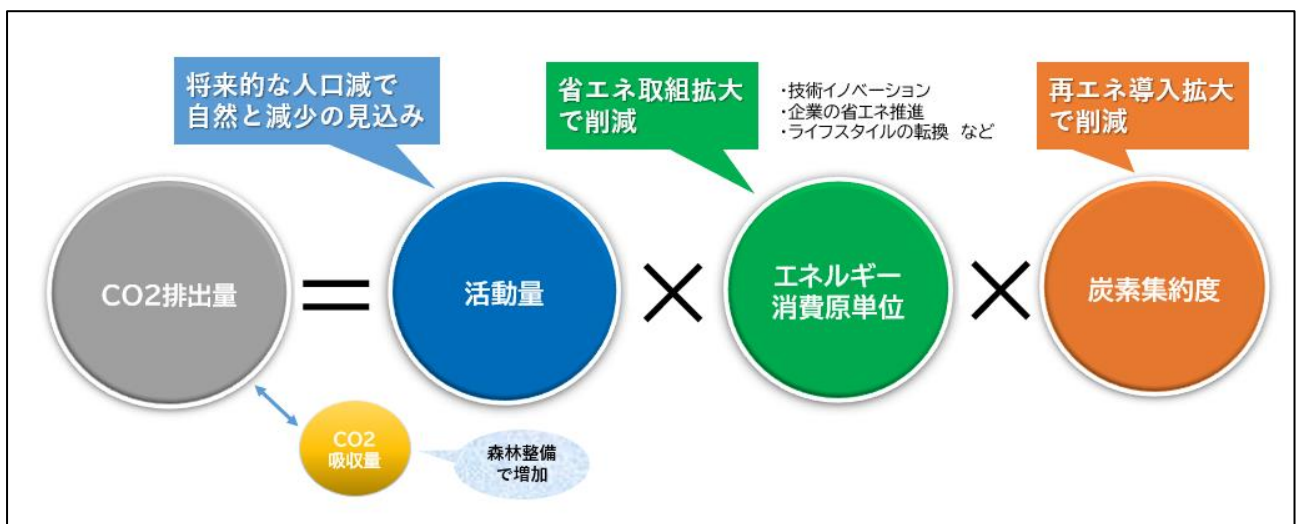 将来的な人口減で
自然と減少の見込み
省エネ取組拡大
で削減
・技術イノベーション
・企業の省エネ推進
・ライフスタイルの転換 など
再エネ導入拡大
で削減
CO2排出量
=
活動量
×
エネルギー
消費原単位
×
炭素集約度
CO2
吸収量
森林整備
で増加